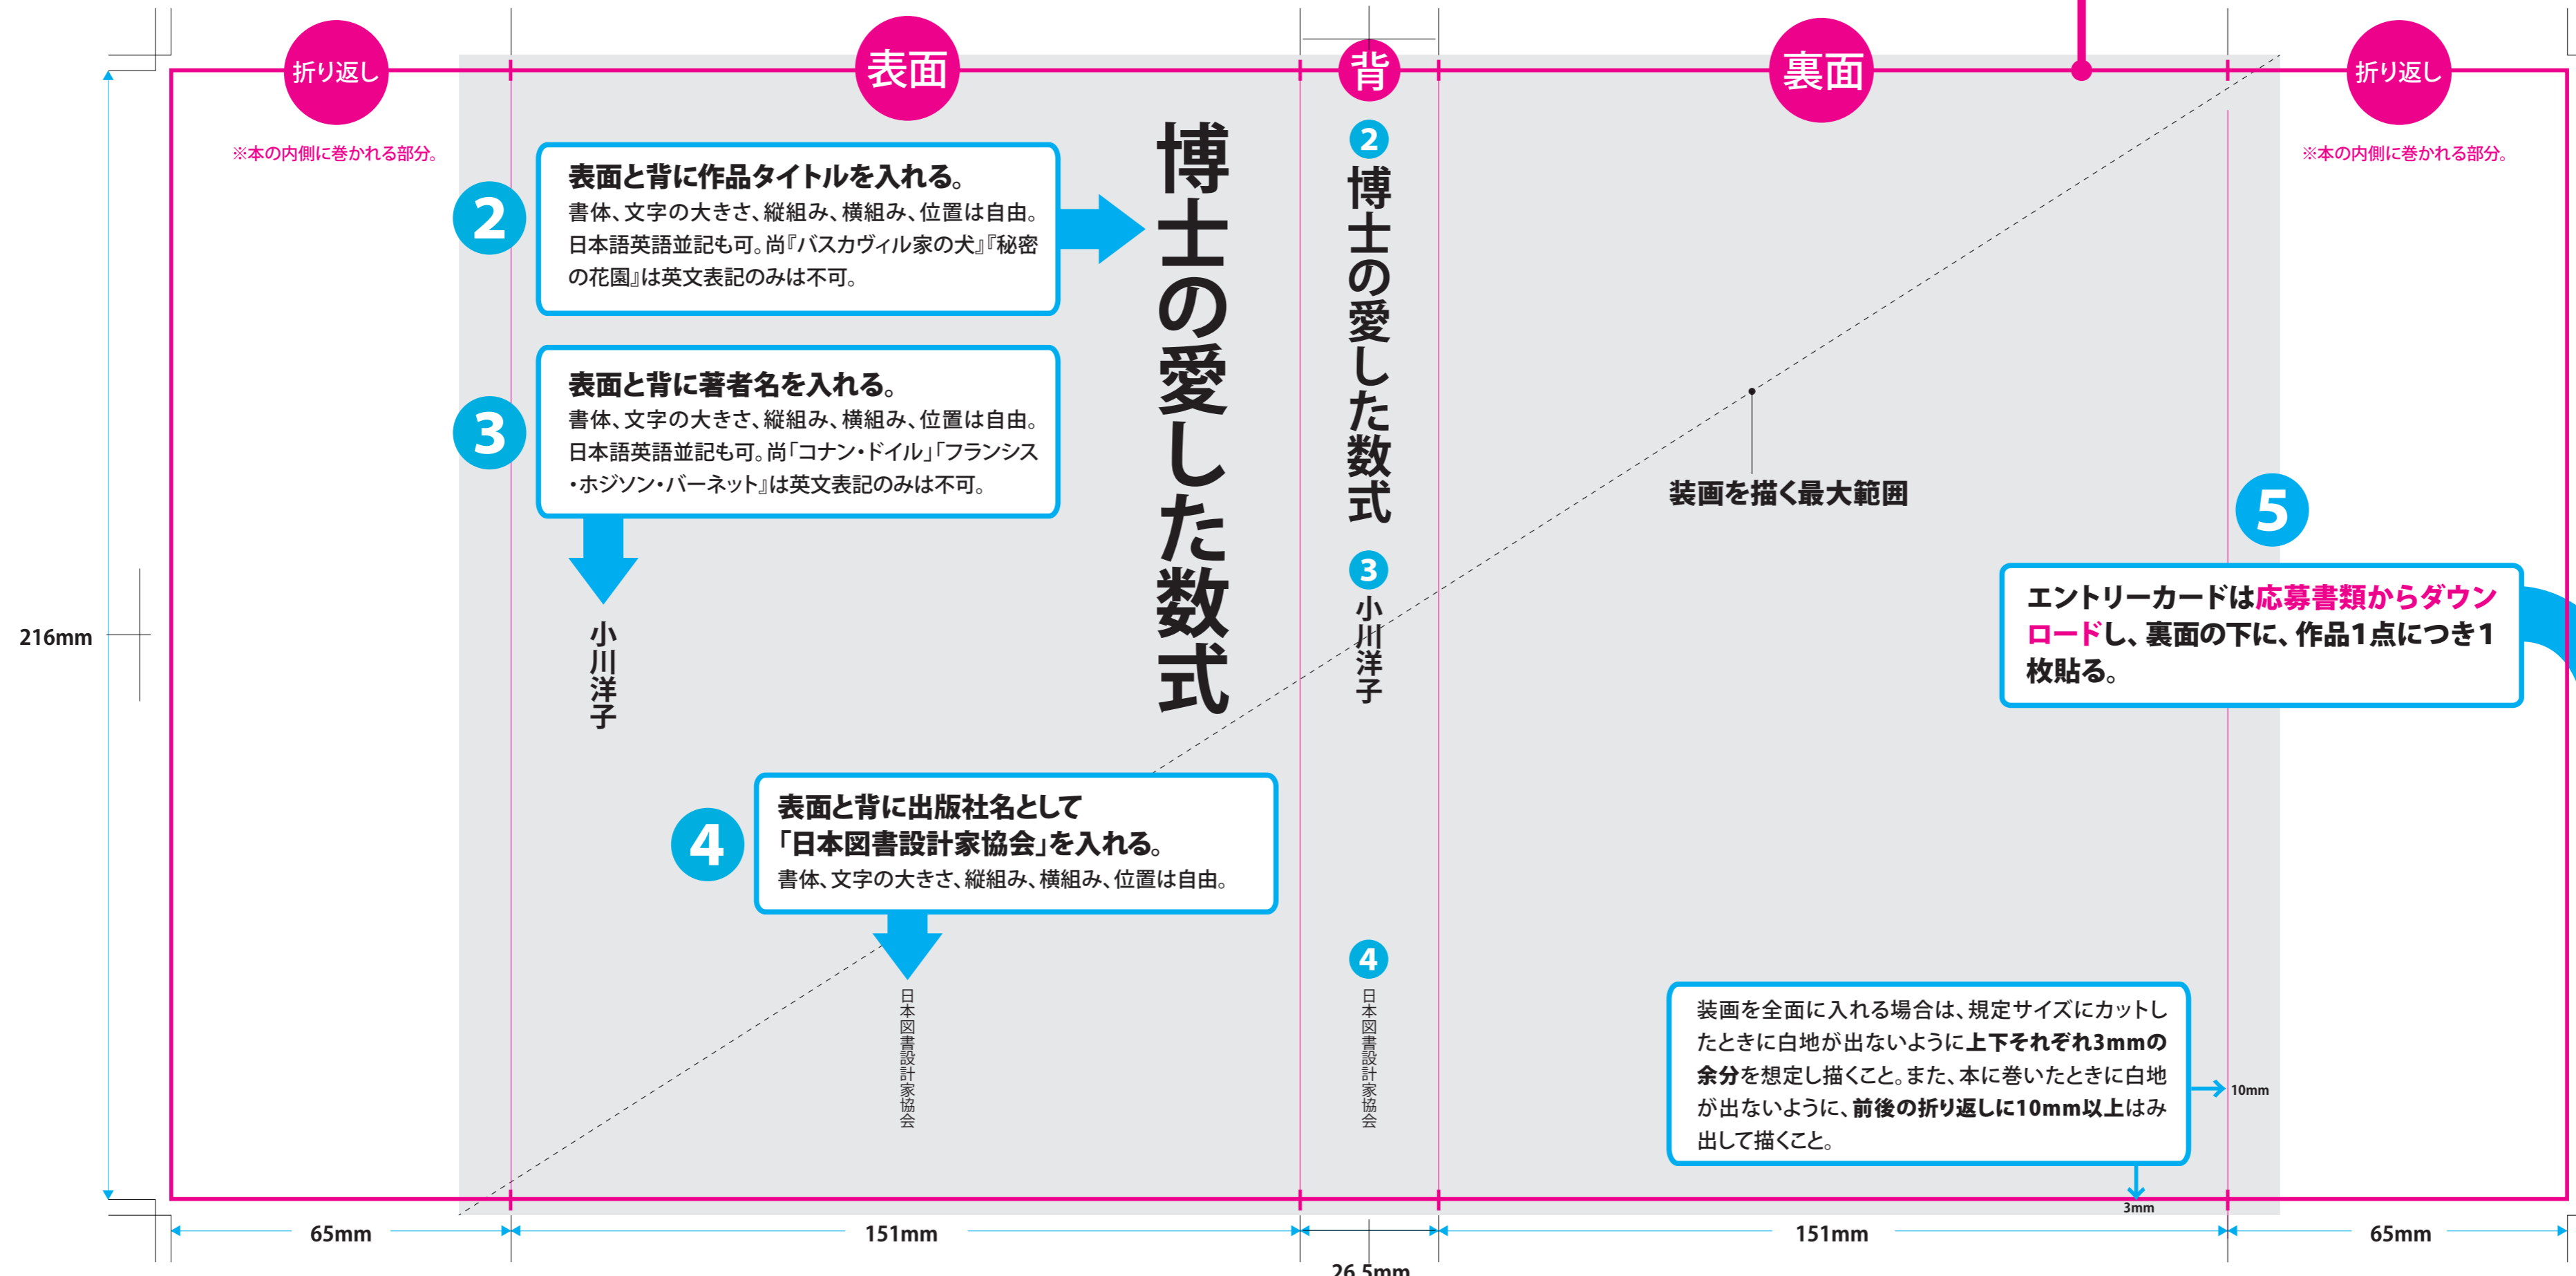 折り返し
※本の内側に巻かれる部分。
表面
背
裏面
折り返し
※本の内側に巻かれる部分。
2
表面と背に作品タイトルを入れる。
書体、文字の大きさ、縦組み、横組み、位置は自由。
日本語英語並記も可。尚『バスカヴィル家の犬』『秘密
の花園』は英文表記のみは不可。
博士の愛した数式
3
表面と背に著者名を入れる。
書体、文字の大きさ、縦組み、横組み、位置は自由。
日本語英語並記も可。尚「コナン・ドイル」「フランシス
・ホジソン・バーネット』は英文表記のみは不可。
小川洋子
4
表面と背に出版社名として
「日本図書設計家協会」を入れる。
書体、文字の大きさ、縦組み、横組み、位置は自由。
日本図書設計家協会
2
博士の愛した数式
3
小川洋子
4
日本図書設計家協会
装画を描く最大範囲
5
エントリーカードは応募書類からダウン
ロードし、裏面の下に、作品1点につき1
枚貼る。
装画を全面に入れる場合は、規定サイズにカットし
たときに白地が出ないように上下それぞれ3mmの
余分を想定し描くこと。また、本に巻いたときに白地
が出ないように、前後の折り返しに10mm以上はみ
出して描くこと。
10mm
3mm
216mm
65mm
151mm
26.5mm
151mm
65mm